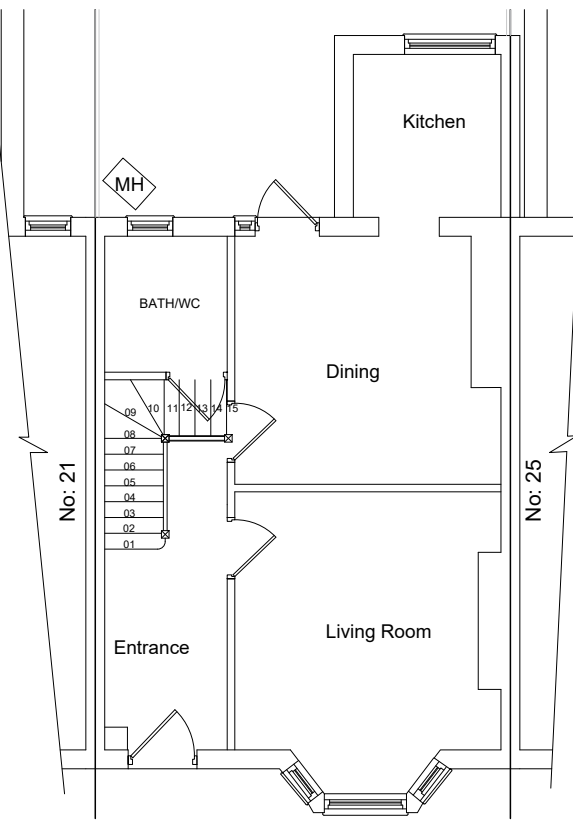 Kitchen
MH
BATH/WC
Dining
09
10
11
12
13
14
15
08
07
06
05
04
03
02
01
No: 21
No: 25
Living Room
Entrance